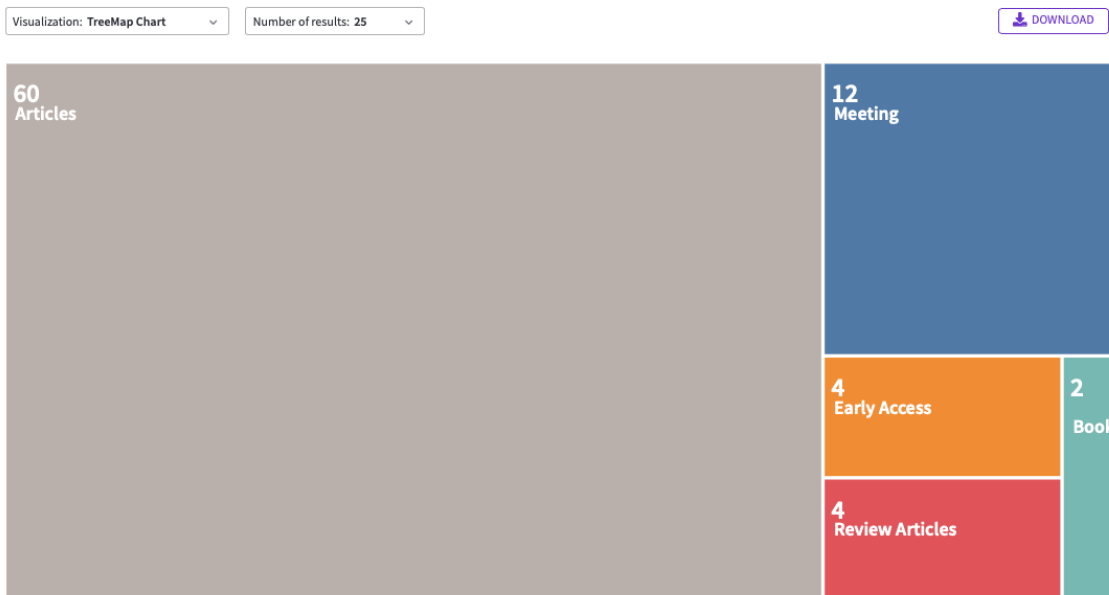 Visualization: TreeMap Chart
Number of results: 25
DOWNLOAD
60
Articles
12
Meeting
4
Early Access
2
Book
4
Review Articles